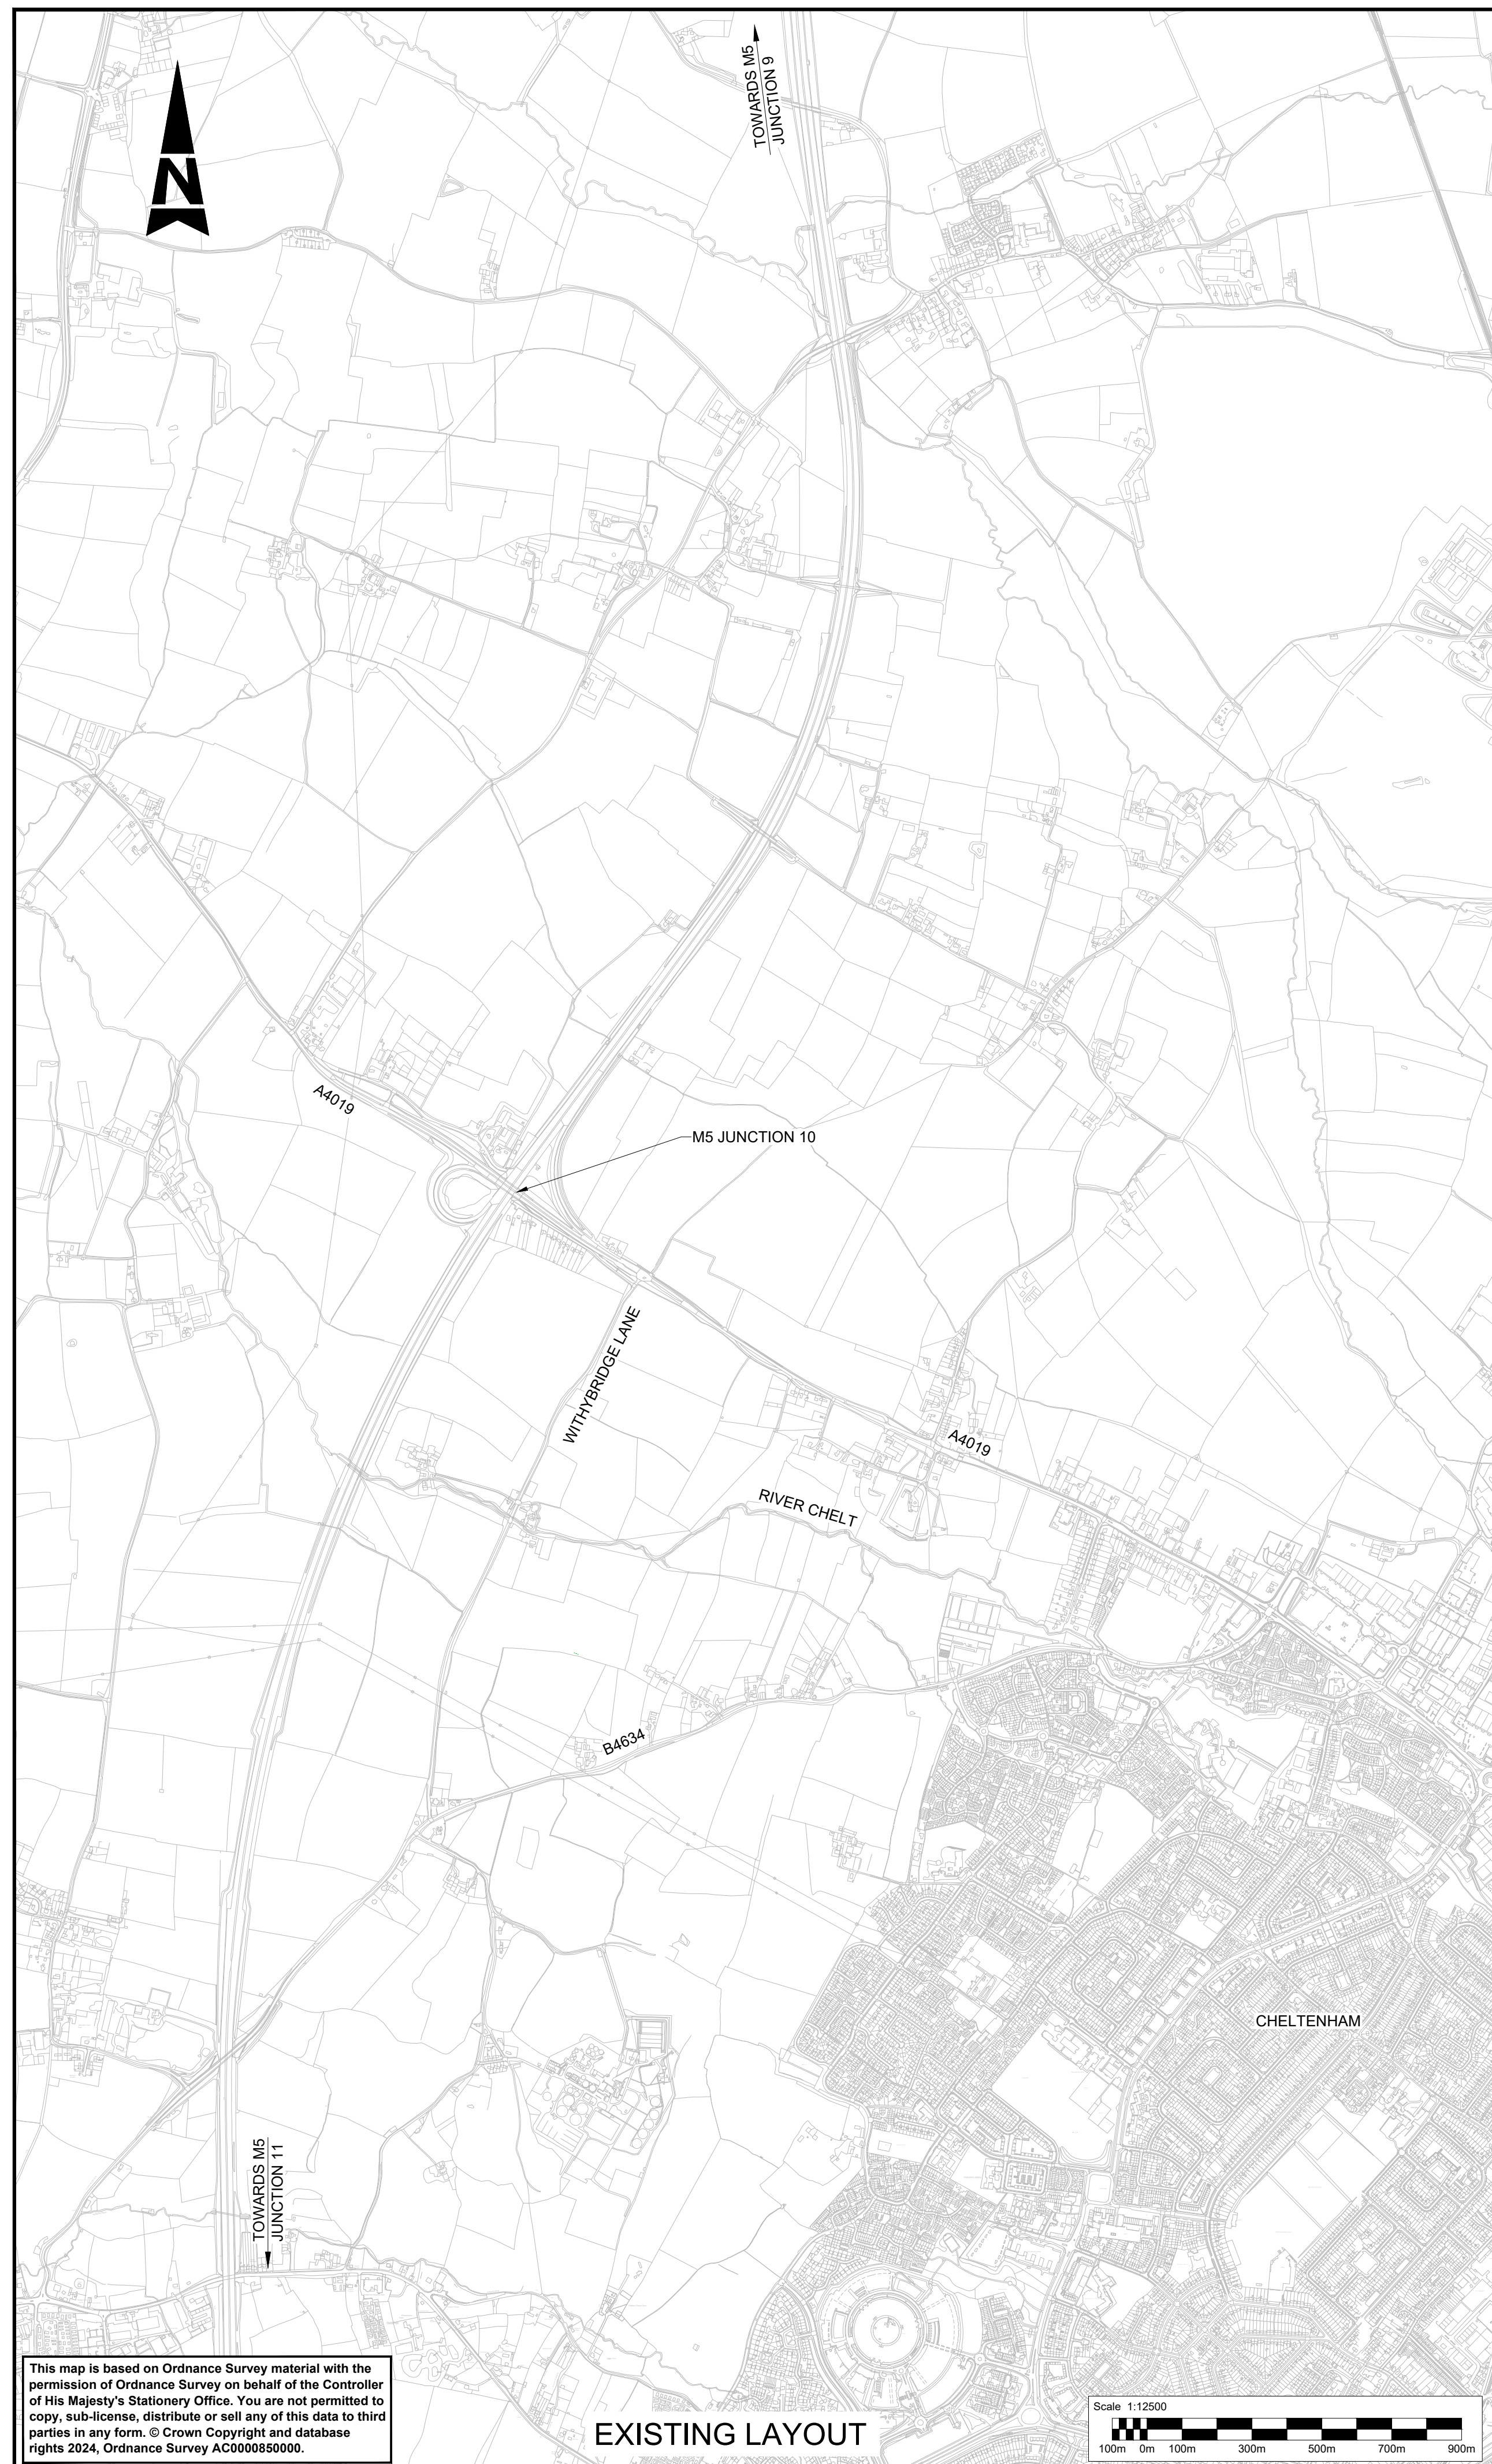 TOWARDS M5
JUNCTION 9
N
A4019
M5 JUNCTION 10
WITHYBRIDGE LANE
A4019
RIVER CHELT
B4634
CHELTENHAM
TOWARDS M5
JUNCTION 11
This map is based on Ordnance Survey material with the
permission of Ordnance Survey on behalf of the Controller
of His Majesty's Stationery Office. You are not permitted to
copy, sub-license, distribute or sell any of this data to third
parties in any form. © Crown Copyright and database
rights 2024, Ordnance Survey AC0000850000.
EXISTING LAYOUT
Scale 1:12500
100m 0m 100m 300m 500m 700m 900m